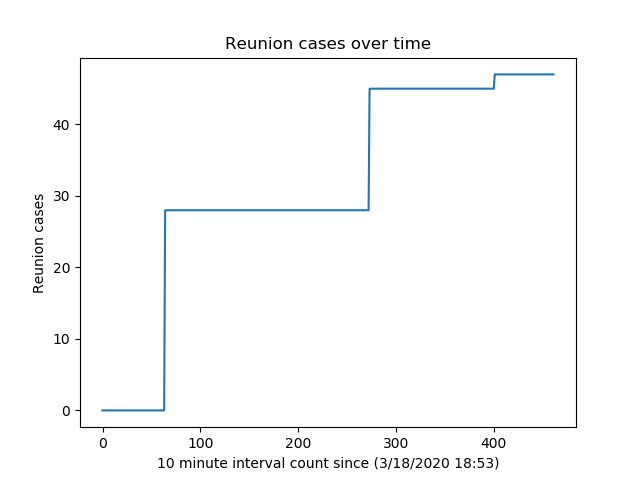 Reunion cases over time
Reunion cases
40
30
20
10
0
0 100 200 300 400
10 minute interval count since (3/18/2020 18:53)